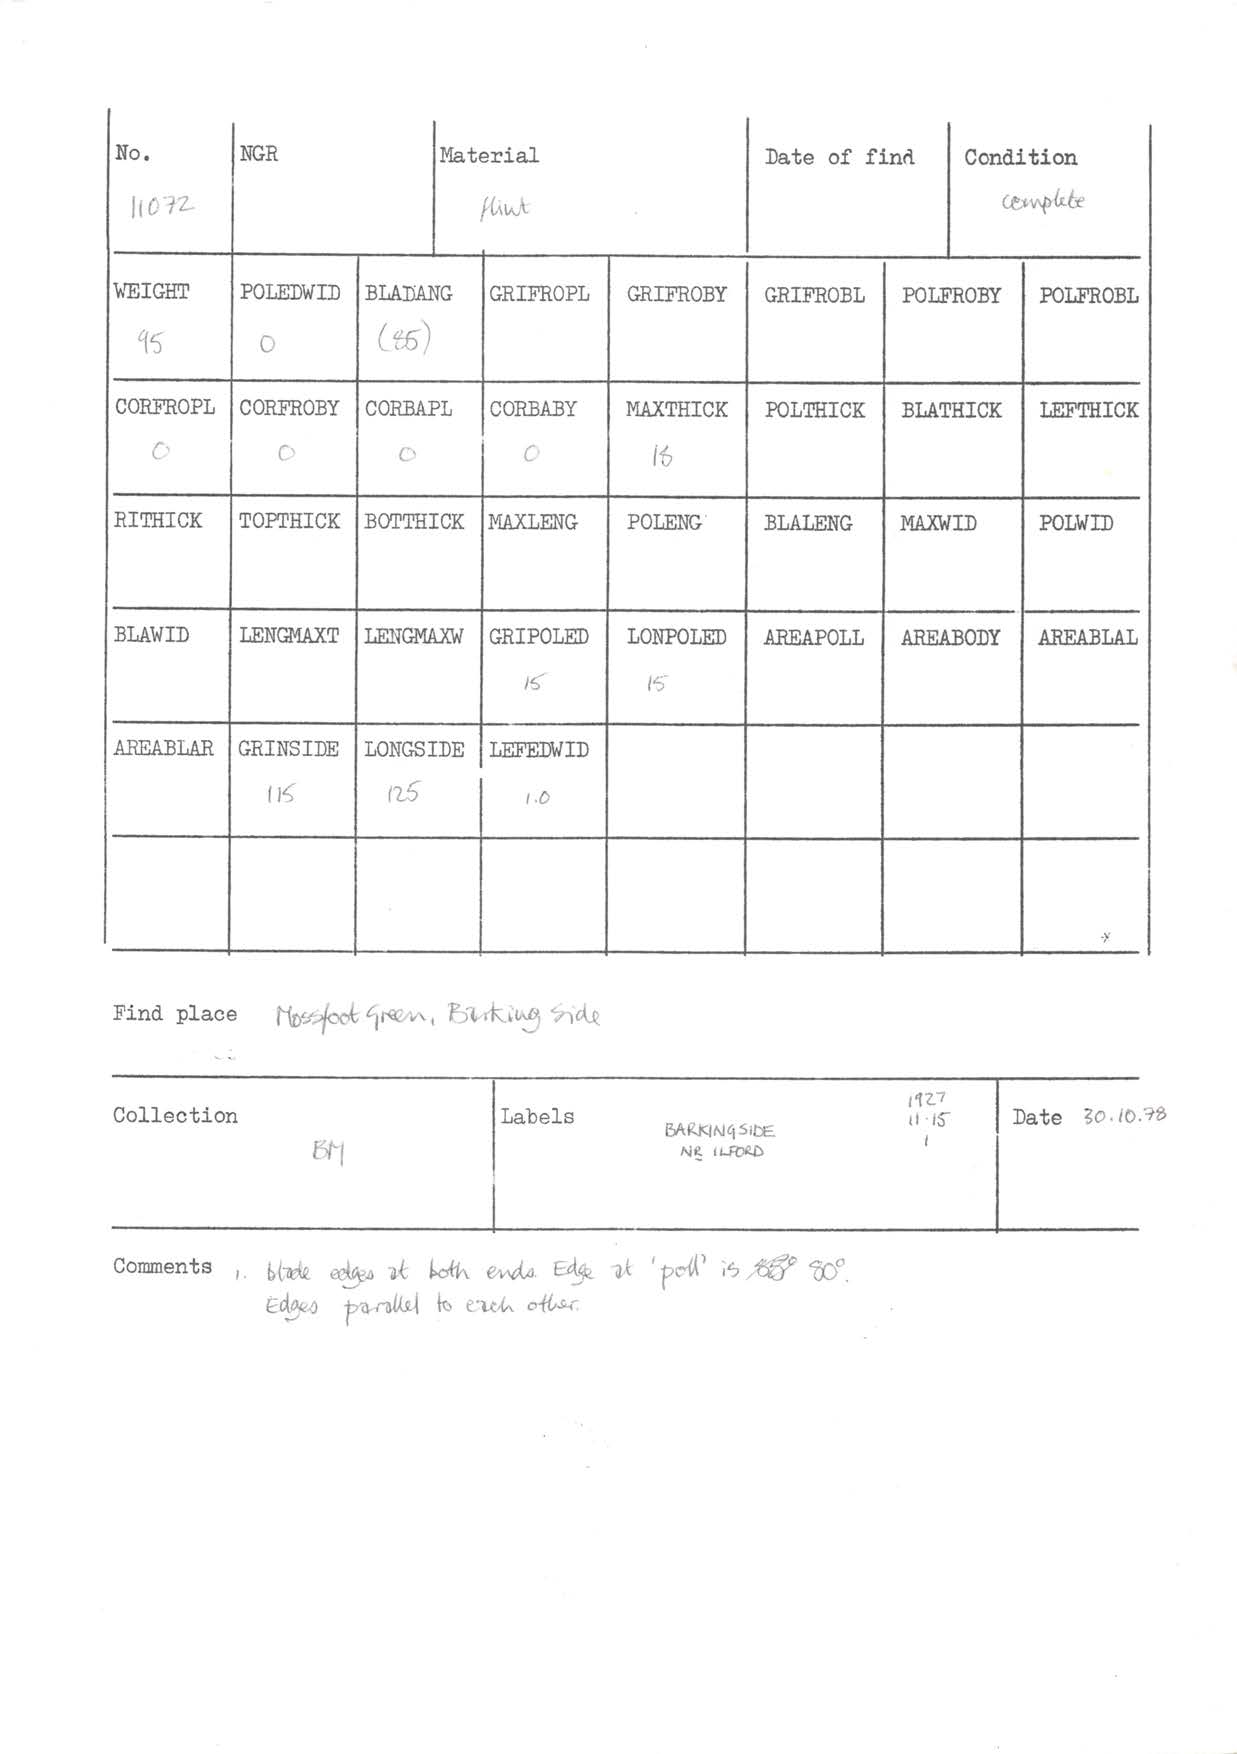 No. NGR Material Date of find Condition
11072 flint complete
WEIGHT POLEDWID BLADANG GRIFROPL GRIFROBY GRIFROBL POLFROBY POLFROBL
95 0 (85)
CORFROPL CORFROBY CORBAPL CORBABY MAXTHICK POLTHICK BLATHICK LEFTHICK
0 0 0 0 18
RITHICK TOPTHICK BOTTHICK MAXLENG POLENG BLALENG MAXWID POLWID
BLAWID LENGMAXT LENGMAXW GRIPOLED LONPOLED AREAPOLL AREABODY AREABLAL
15 15
AREABLAR GRINSIDE LONGSIDE LEFEDWID
115 125 1.0
Find place Mossfoot Green, Barking Side
Collection Labels Date 30.10.78
BM
BARKINGSIDE
NR ILFORD
1927
11-15
1
Comments 1. blade edges at both ends. Edge at 'poll' is 80°.
Edges parallel to each other.